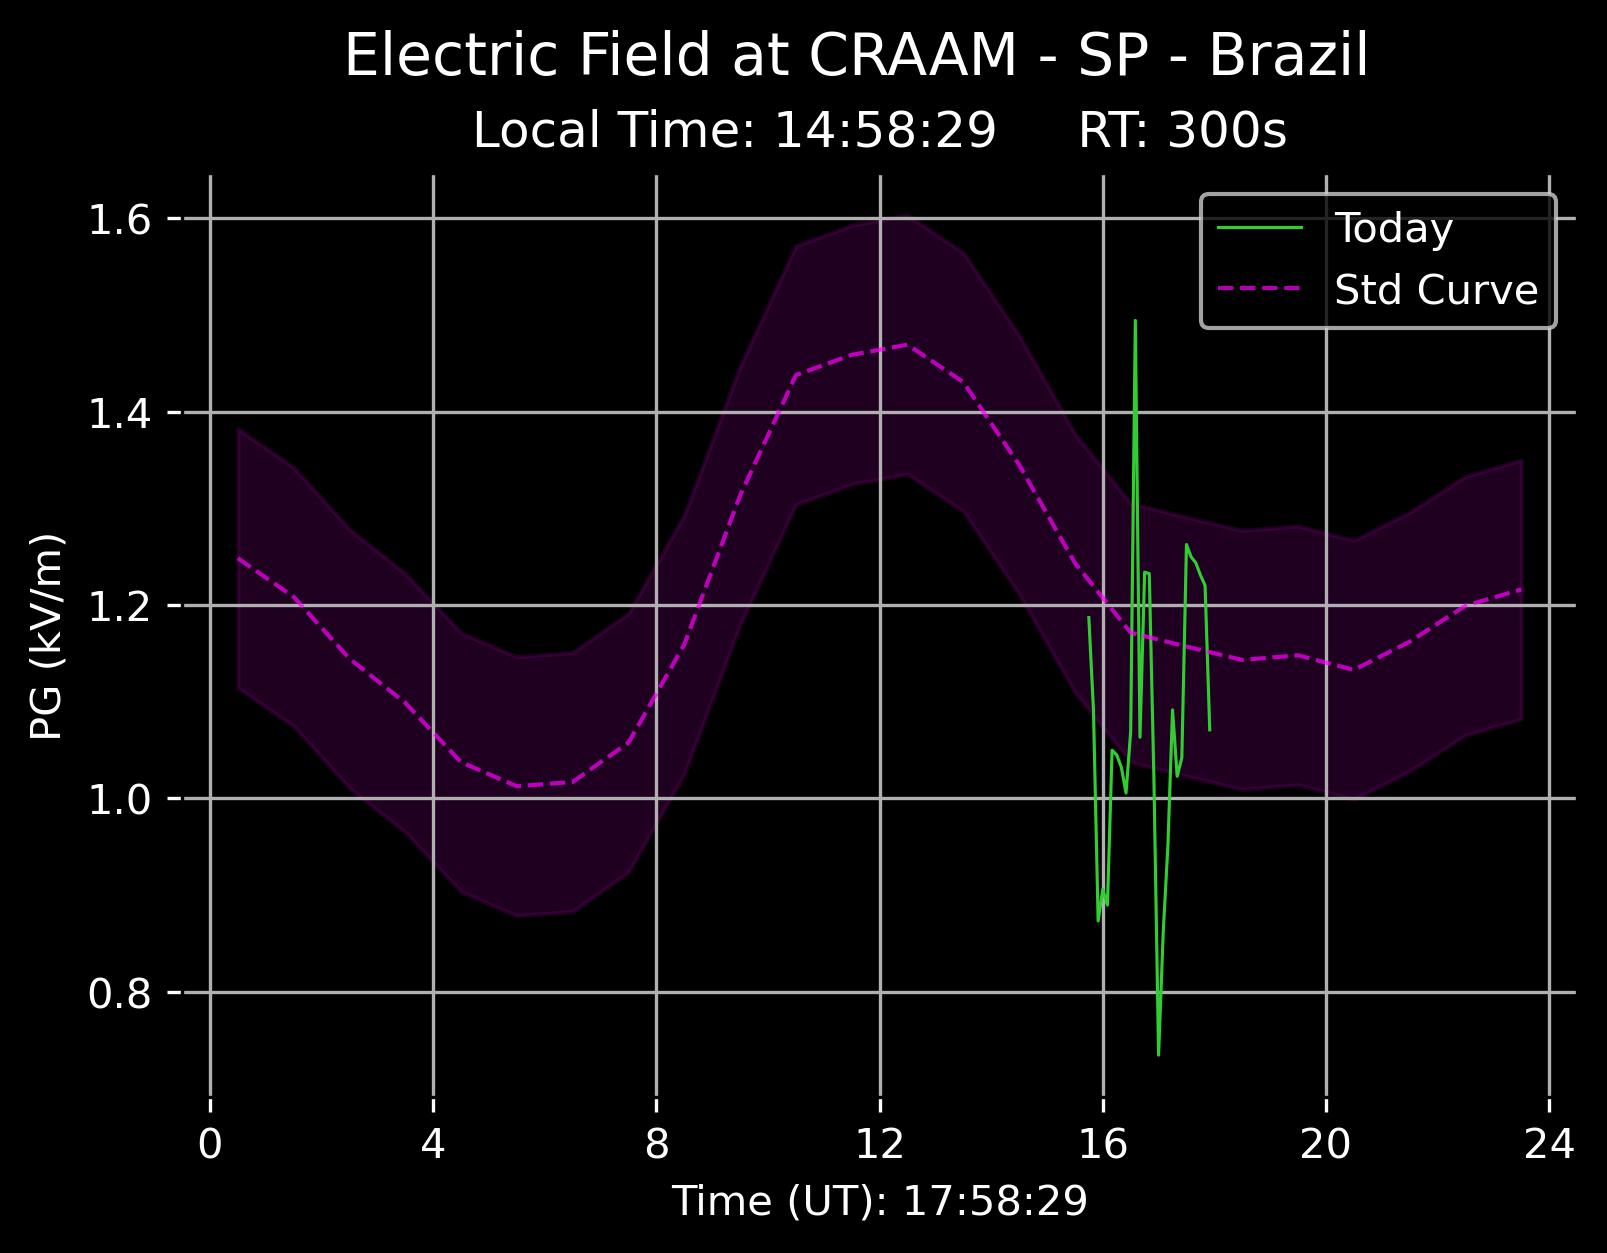 Electric Field at CRAAM - SP - Brazil
Local Time: 14:58:29 RT: 300s
Today
Std Curve
PG (kV/m)
1.6
1.4
1.2
1.0
0.8
0 4 8 12 16 20 24
Time (UT): 17:58:29